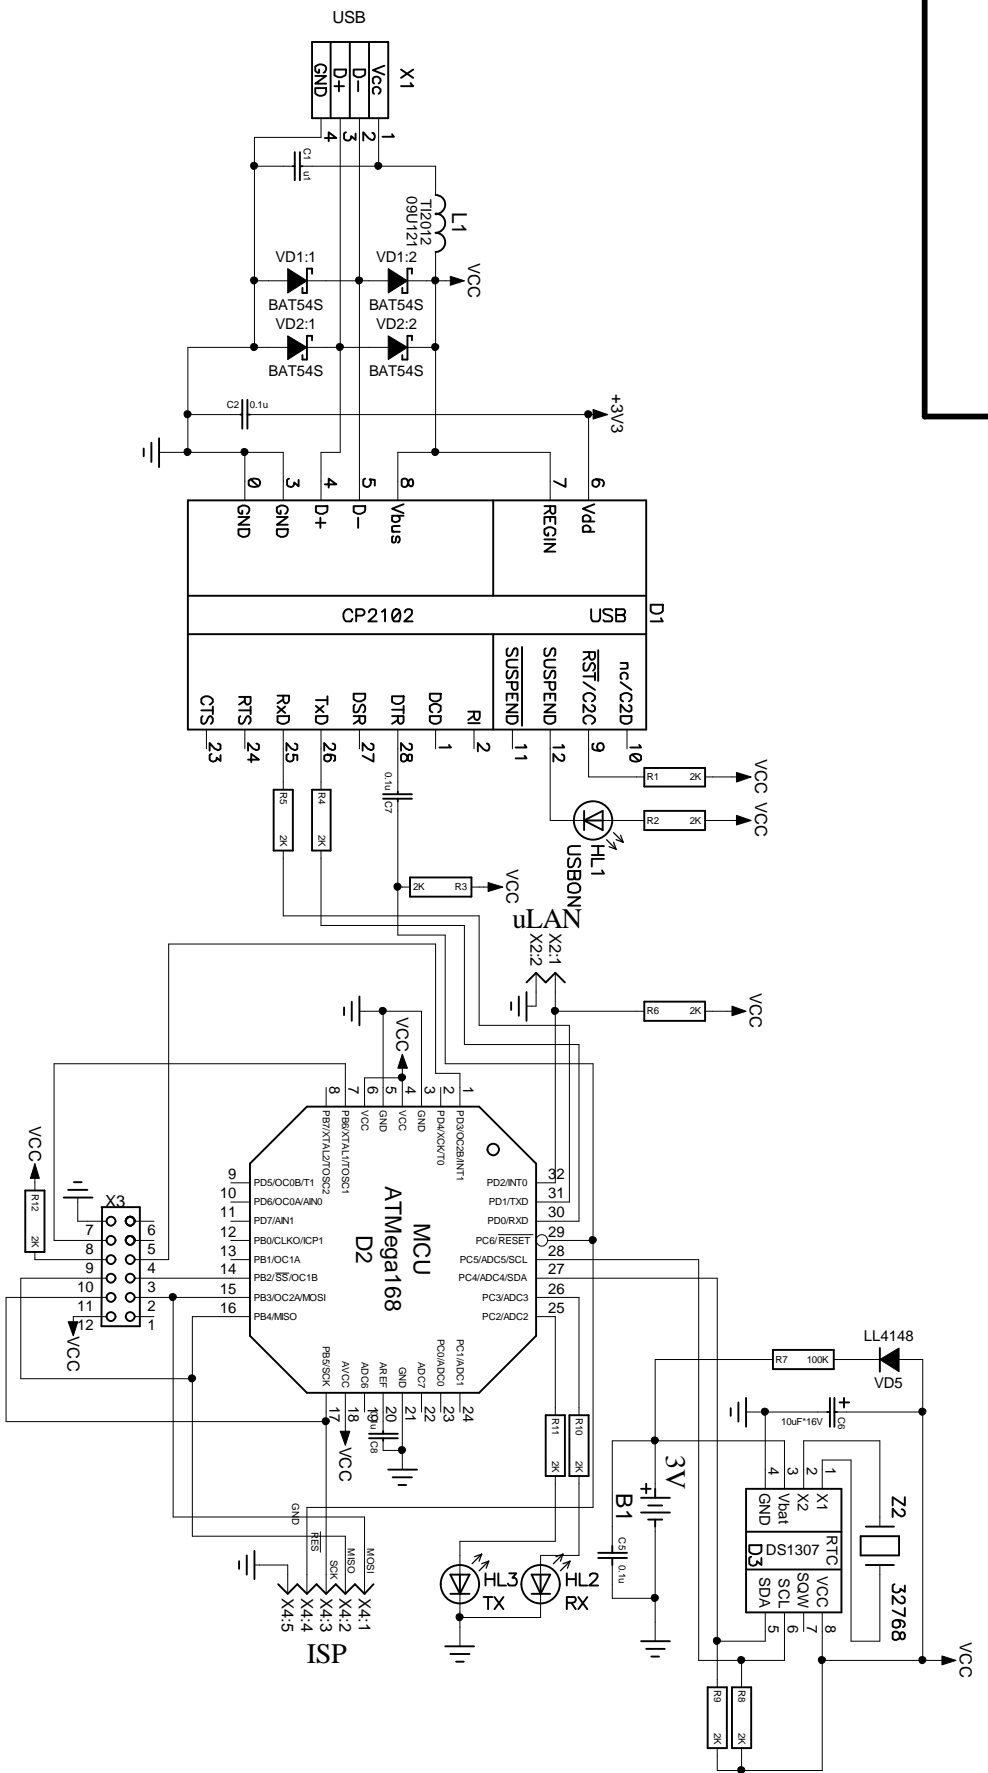 USB
X1
Vcc
D-
D+
GND
1
2
3
4
C1
u1
L1
TI2012
09U121
VCC
VD1:1
BAT54S
VD1:2
BAT54S
VD2:1
BAT54S
VD2:2
BAT54S
C2
0.1u
+3V3
0
3
4
5
8
7
6
GND
GND
D+
D-
Vbus
REGIN
Vdd
CP2102
USB
D1
CTS
RTS
RxD
TxD
DSR
DTR
DCD
RI
SUSPEND
SUSPEND
RST/C2C
nc/C2D
23
24
25
26
27
28
1
2
11
12
9
10
R1
2K
VCC
R2
2K
VCC
HL1
USBON
0.1u
C7
R5
2K
R4
2K
2K
R3
VCC
uLAN
X2:1
X2:2
R6
2K
VCC
VCC
8
7
6
5
4
3
2
1
PB7/XTAL2/TOSC2
PB6/XTAL1/TOSC1
VCC
GND
VCC
GND
PD4/XCK/T0
PD3/OC2B/INT1
9
PD5/OC0B/T1
10
PD6/OC0A/AIN0
11
PD7/AIN1
12
PB0/CLKO/ICP1
13
PB1/OC1A
14
PB2/SS/OC1B
15
PB3/OC2A/MOSI
16
PB4/MISO
MCU
ATMega168
D2
PD2/INT0
32
PD1/TXD
31
PD0/RXD
30
PC6/RESET
29
PC5/ADC5/SCL
28
PC4/ADC4/SDA
27
PC3/ADC3
26
PC2/ADC2
25
PB5/SCK
AVCC
ADC6
AREF
GND
ADC7
PC0/ADC0
PC1/ADC1
17
18
19
20
21
22
23
24
C8
VCC
VCC
R12
2K
X3
7
8
9
10
11
12
6
5
4
3
2
1
VCC
R11
2K
R10
2K
GND
RES
SCK
MISO
MOSI
X4:5
X4:4
X4:3
X4:2
X4:1
ISP
HL3
TX
HL2
RX
3V
B1
C5
0.1u
R7
100K
LL4148
VD5
10uF*16V
C6
4
3
2
1
GND
Vbat
X2
X1
D3
DS1307
RTC
SDA
SCL
SQW
VCC
5
6
7
8
Z2
32768
VCC
R9
2K
R8
2K